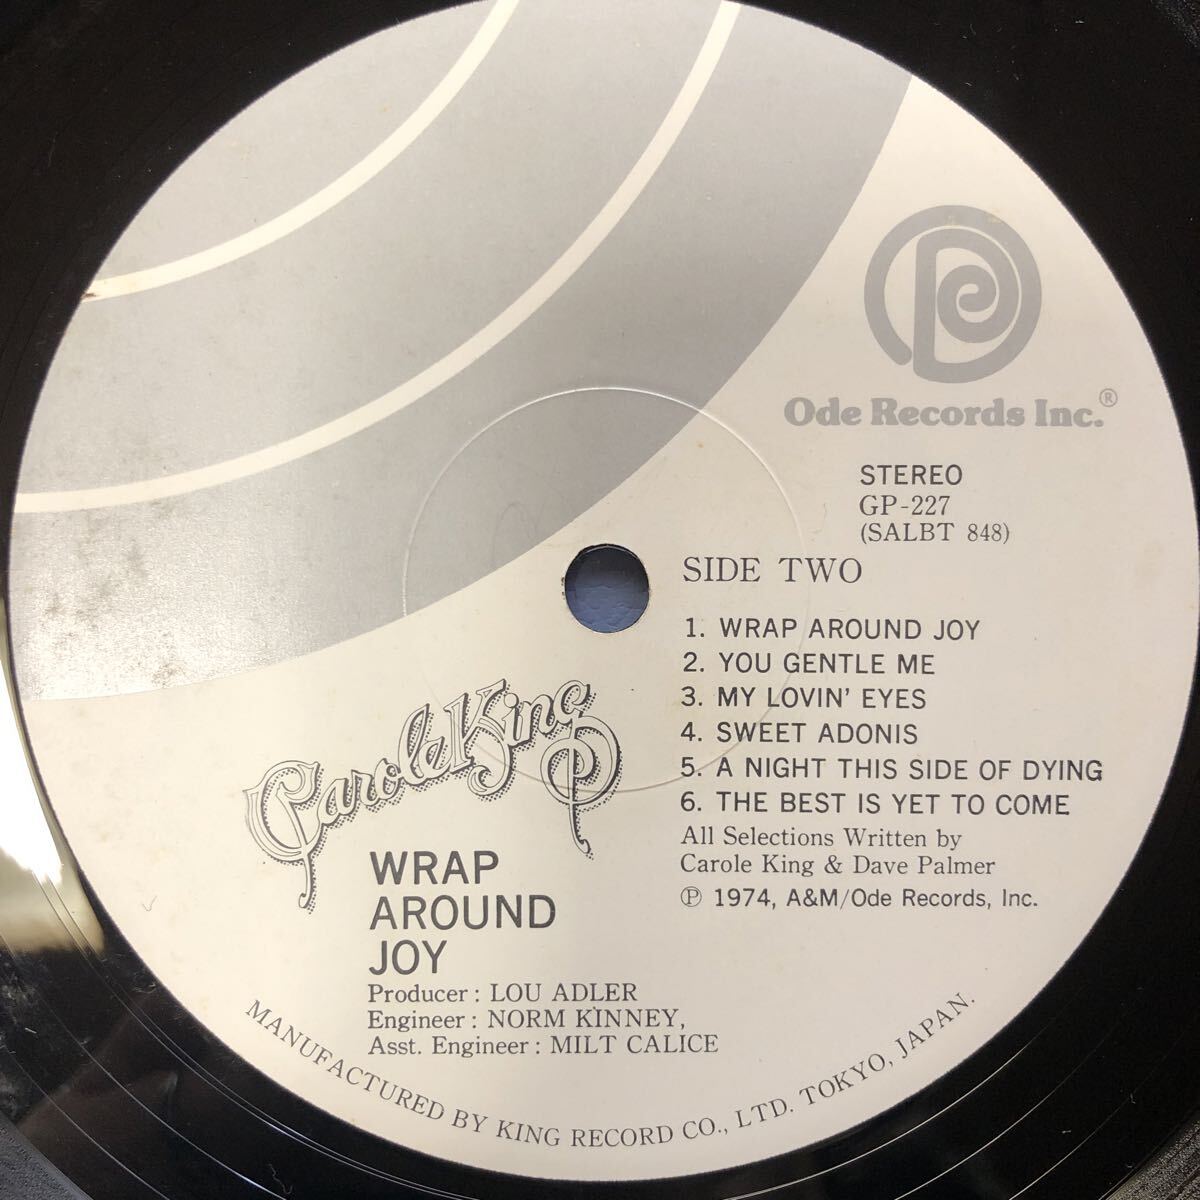 Ode Records Inc.®
STEREO
GP-227
(SALBT 848)
SIDE TWO
1. WRAP AROUND JOY
2. YOU GENTLE ME
3. MY LOVIN' EYES
4. SWEET ADONIS
5. A NIGHT THIS SIDE OF DYING
6. THE BEST IS YET TO COME
All Selections Written by
Carole King & Dave Palmer
℗ 1974, A&M/Ode Records, Inc.
Carole King
WRAP
AROUND
JOY
Producer: LOU ADLER
Engineer: NORM KINNEY,
Asst. Engineer: MILT CALICE
MANUFACTURED BY KING RECORD CO., LTD. TOKYO, JAPAN.